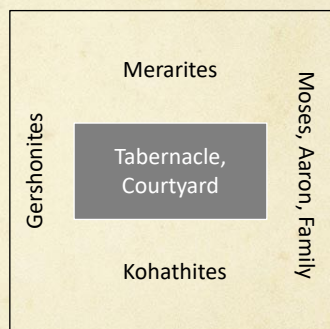 Merarites
Gershonites
Tabernacle,
Courtyard
Moses, Aaron, Family
Kohathites